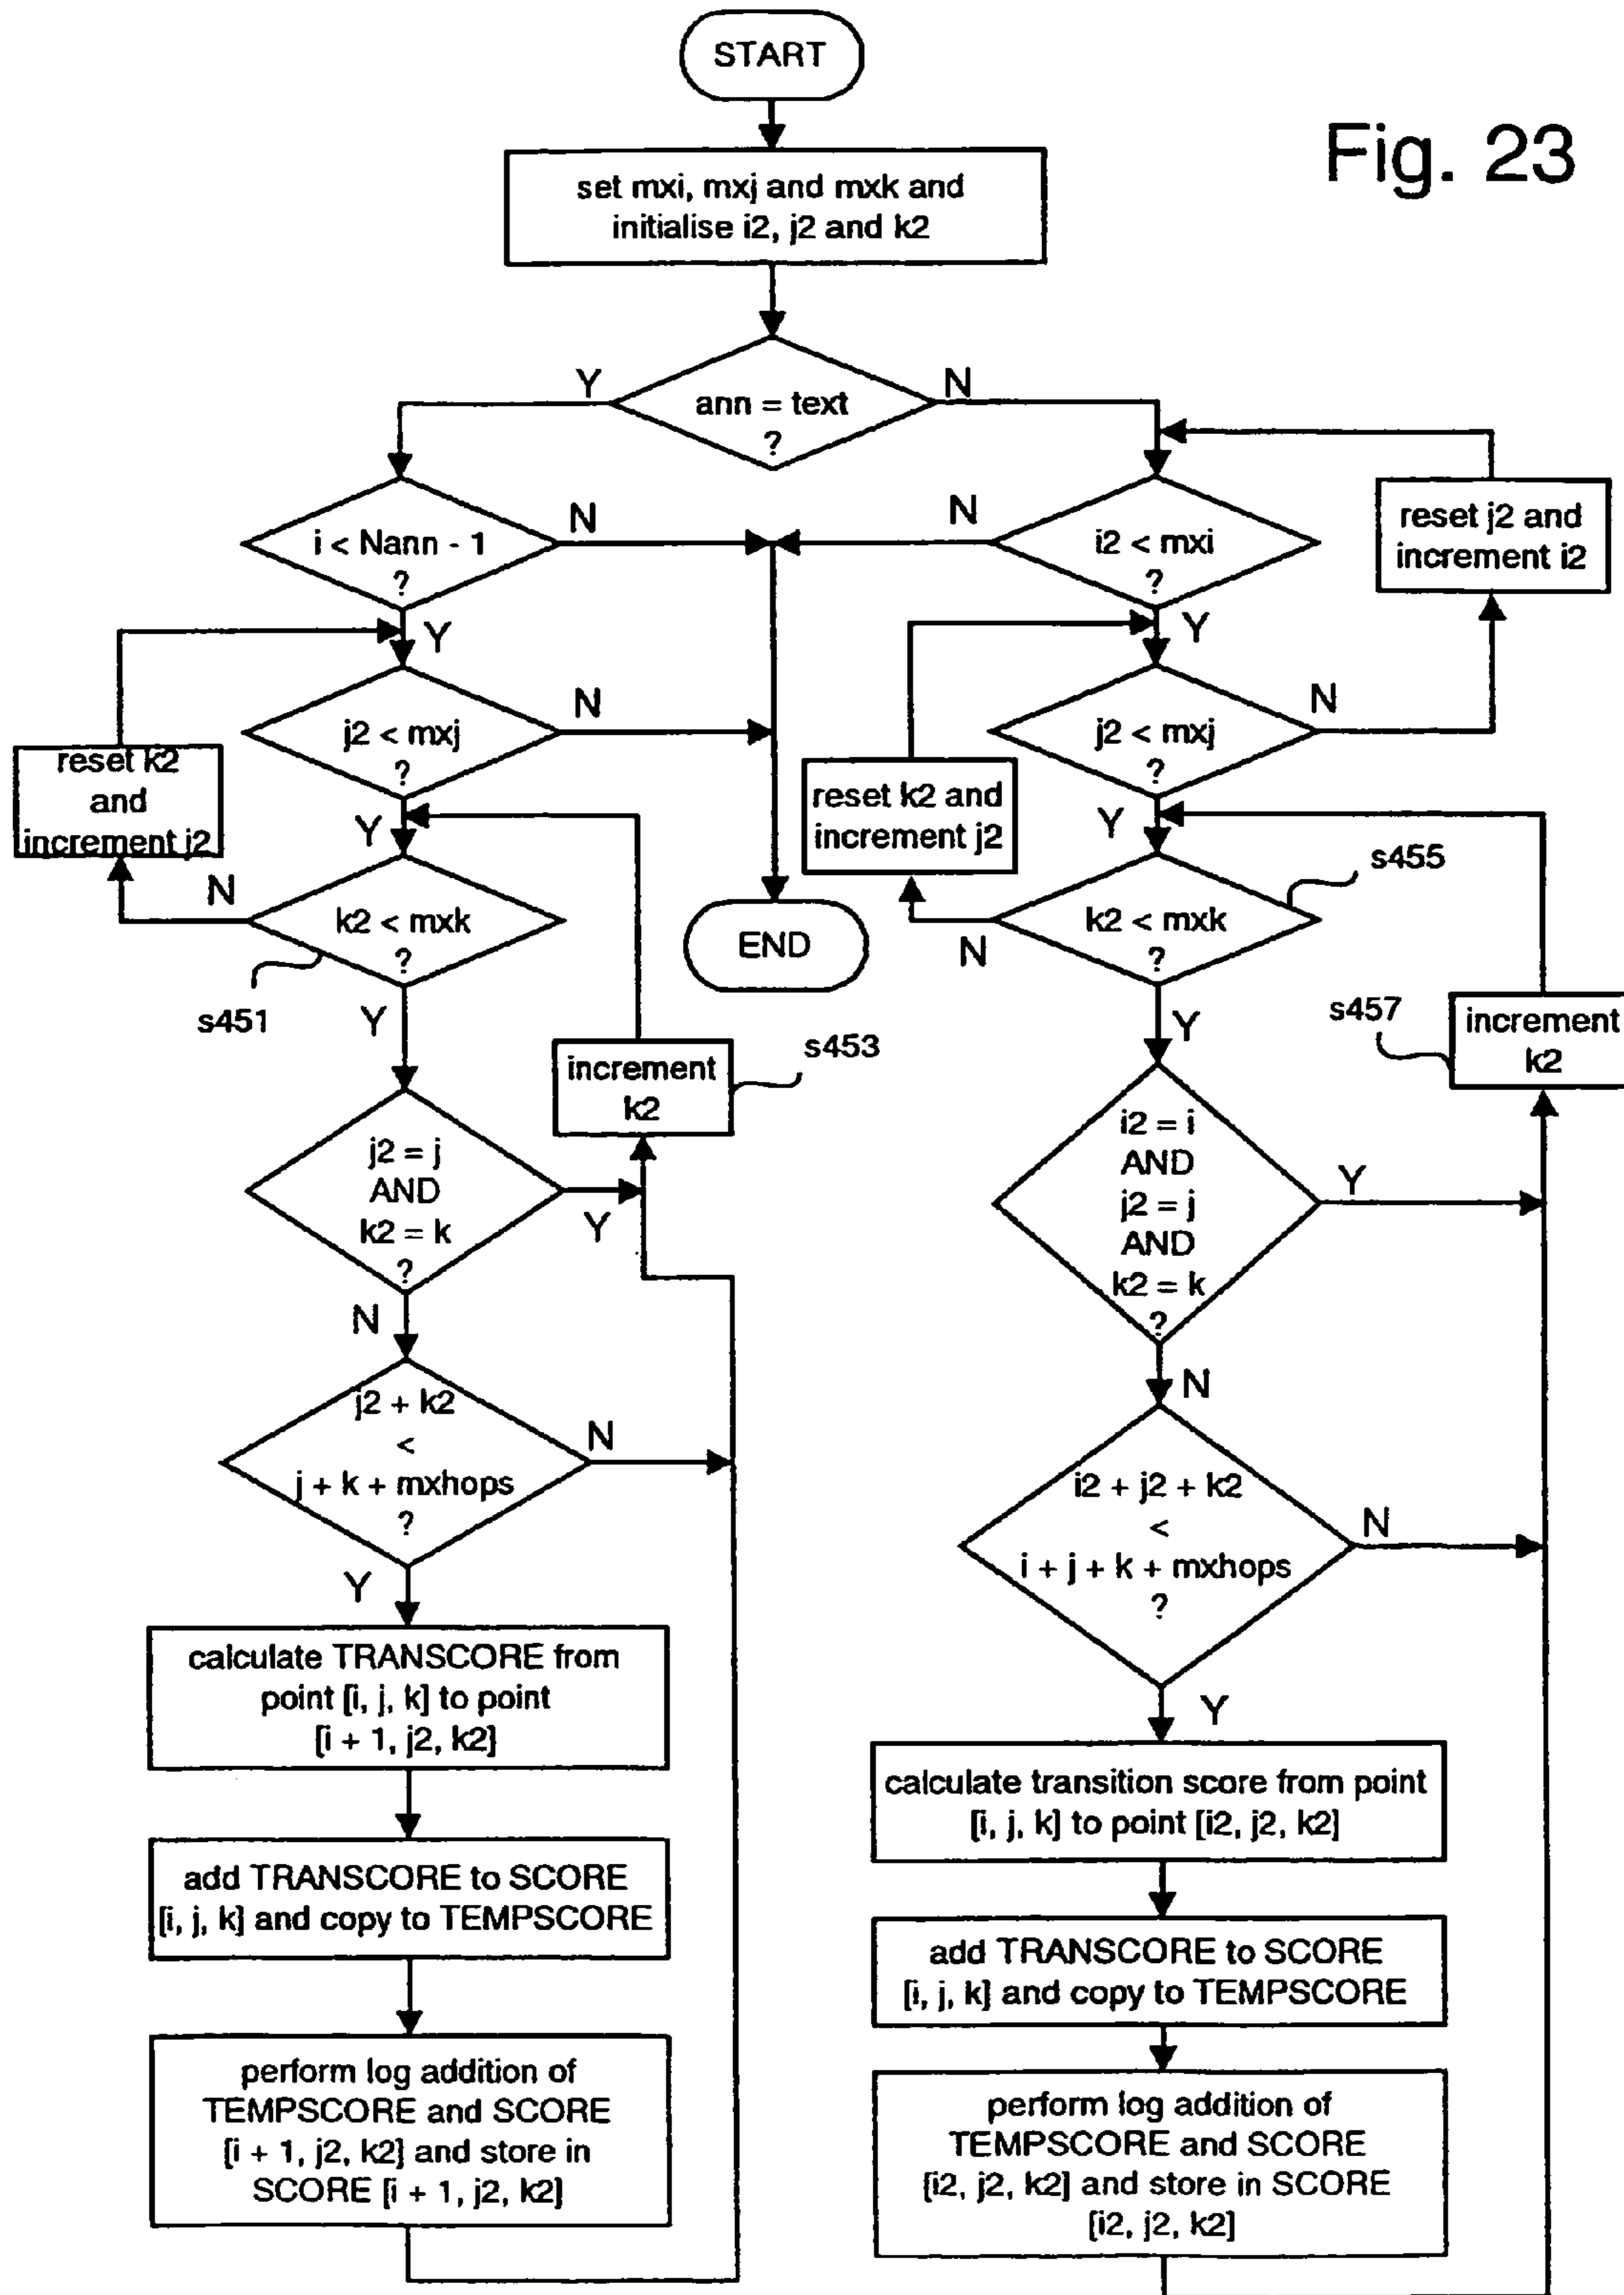 START
Fig. 23
set mxi, mxj and mxk and
initialise i2, j2 and k2
ann = text
?
Y
N
i < Nann - 1
?
N
Y
i2 < mxi
?
N
Y
reset j2 and
increment i2
j2 < mxj
?
N
Y
reset k2
and
increment j2
j2 < mxj
?
N
Y
reset k2 and
increment j2
k2 < mxk
?
N
Y
s451
END
k2 < mxk
?
N
Y
s455
increment
k2
s453
s457
increment
k2
j2 = j
AND
k2 = k
?
Y
N
i2 = i
AND
j2 = j
AND
k2 = k
?
Y
N
j2 + k2
<
j + k + mxhops
?
N
Y
i2 + j2 + k2
<
i + j + k + mxhops
?
N
Y
calculate TRANSCORE from
point [i, j, k] to point
[i + 1, j2, k2]
calculate transition score from point
[i, j, k] to point [i2, j2, k2]
add TRANSCORE to SCORE
[i, j, k] and copy to TEMPSCORE
add TRANSCORE to SCORE
[i, j, k] and copy to TEMPSCORE
perform log addition of
TEMPSCORE and SCORE
[i + 1, j2, k2] and store in
SCORE [i + 1, j2, k2]
perform log addition of
TEMPSCORE and SCORE
[i2, j2, k2] and store in SCORE
[i2, j2, k2]